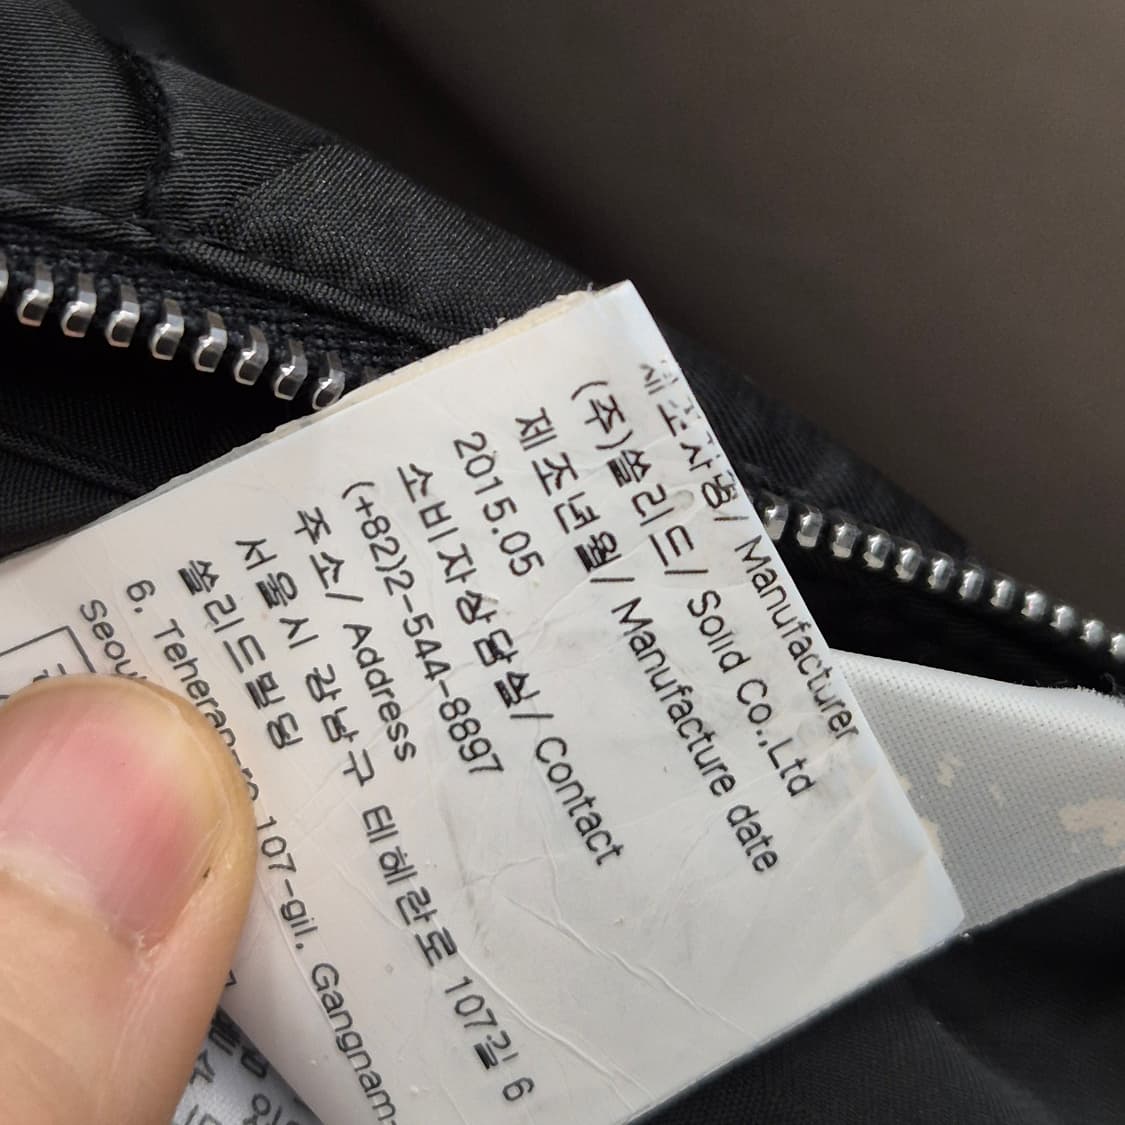 제조자명/ Manufacturer
(주)쏠리드/ Solid Co.,Ltd
제조년월/ Manufacture date
2015.05
소비자상담실/ Contact
(+82)2-544-8897
주소/ Address
서울시 강남구 테헤란로 107길 6
쏠리드빌딩
6, Teheran-ro 107-gil, Gangnam-
Seoul